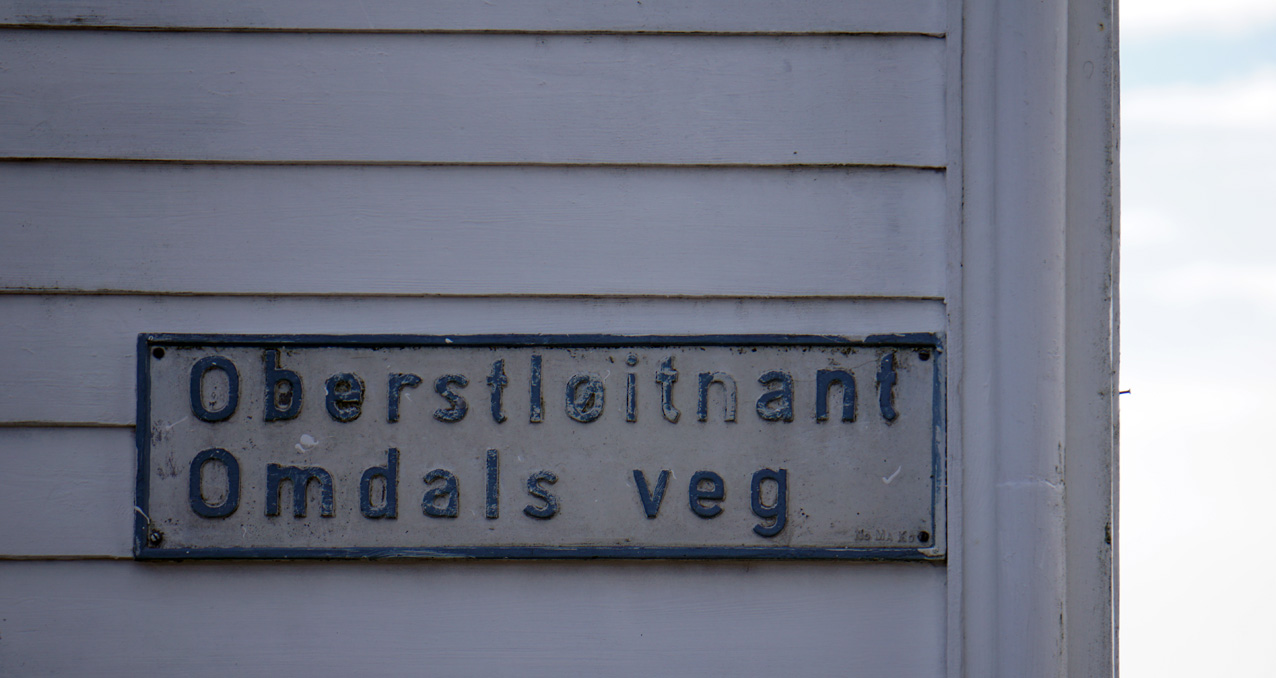 Oberstløitnant
Omdals veg